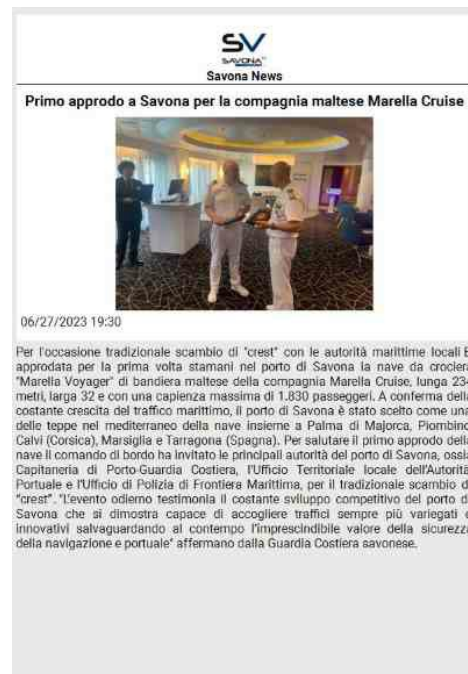 SV
SAVONA
Savona News
Primo approdo a Savona per la compagnia maltese Marella Cruise
06/27/2023 19:30
Per l'occasione tradizionale scambio di "crest" con le autorità marittime locali È
approdata per la prima volta stamani nel porto di Savona la nave da crociera
"Marella Voyager" di bandiera maltese della compagnia Marella Cruise, lunga 234
metri, larga 32 e con una capienza massima di 1.830 passeggeri. A conferma della
costante crescita del traffico marittimo, il porto di Savona è stato scelto come una
delle teppe nel mediterraneo della nave insieme a Palma di Majorca, Piombino
Calvi (Corsica), Marsiglia e Tarragona (Spagna). Per salutare il primo approdo della
nave il comando di bordo ha invitato le principali autorità del porto di Savona, ossia
Capitaneria di Porto-Guardia Costiera, l'Ufficio Territoriale locale dell'Autorità
Portuale e l'Ufficio di Polizia di Frontiera Marittima, per il tradizionale scambio di
"crest". "L'evento odierno testimonia il costante sviluppo competitivo del porto di
Savona che si dimostra capace di accogliere traffici sempre più variegati e
innovativi salvaguardando al contempo l'imprescindibile valore della sicurezza
della navigazione e portuale" affermano dalla Guardia Costiera savonese.